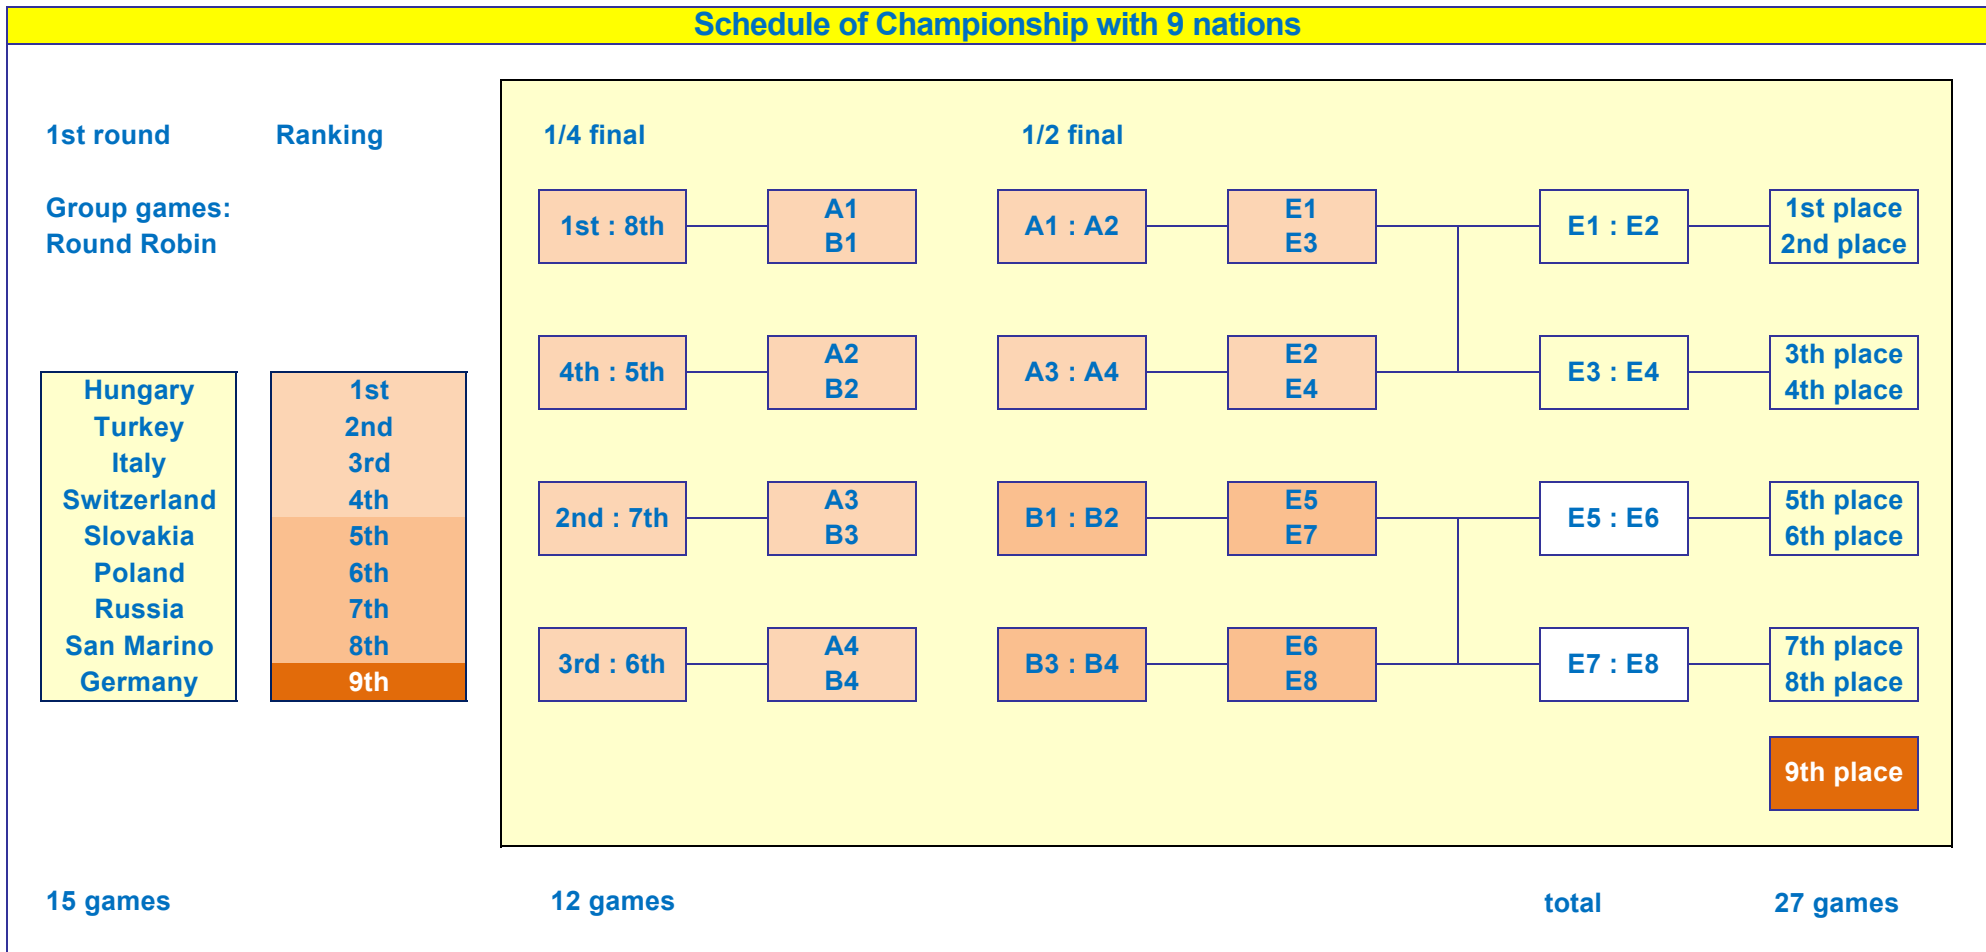 Schedule of Championship with 9 nations
1st round Ranking 1/4 final 1/2 final
Group games:
Round Robin
1st : 8th
A1
B1
A1 : A2
E1
E3
E1 : E2
1st place
2nd place
4th : 5th
A2
B2
A3 : A4
E2
E4
E3 : E4
3th place
4th place
Hungary 1st
Turkey 2nd
Italy 3rd
Switzerland 4th
Slovakia 5th
Poland 6th
Russia 7th
San Marino 8th
Germany 9th
2nd : 7th
A3
B3
B1 : B2
E5
E7
E5 : E6
5th place
6th place
3rd : 6th
A4
B4
B3 : B4
E6
E8
E7 : E8
7th place
8th place
9th place
15 games 12 games total 27 games